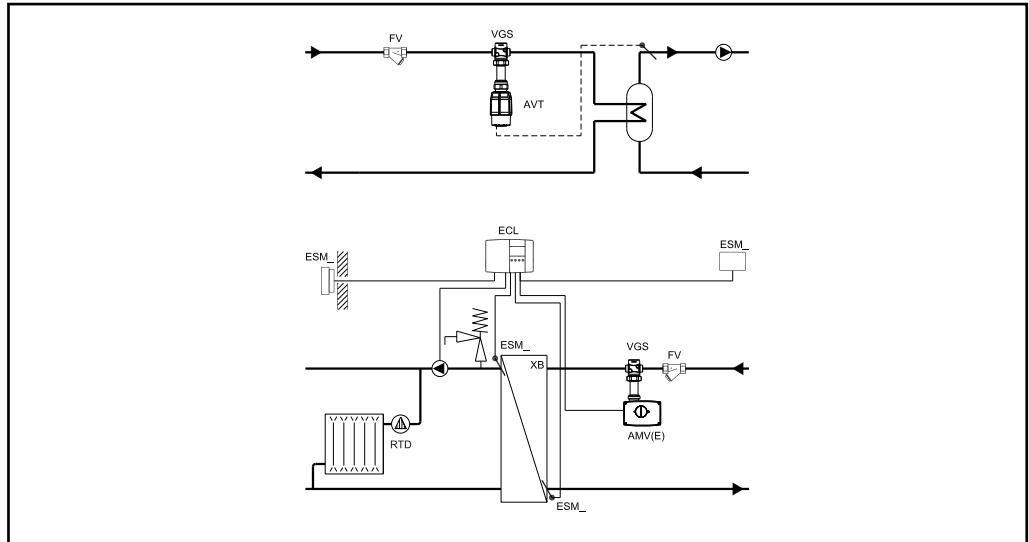 FV
VGS
AVT
ECL
ESM_
ESM_
ESM_
XB
VGS
FV
RTD
AMV(E)
ESM_